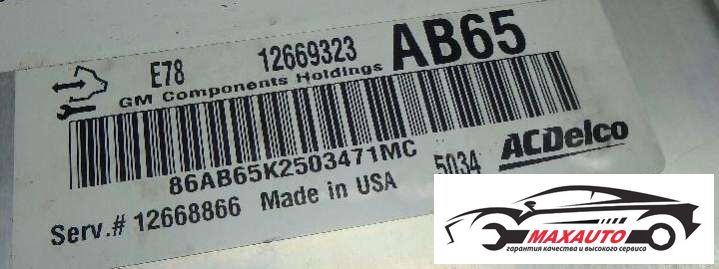 E78 12669323 AB65
GM Components Holdings
86AB65K2503471MC 5034 ACDelco
Serv.# 12668866 Made in USA
MAXAUTO
гарантия качества и высокого сервиса